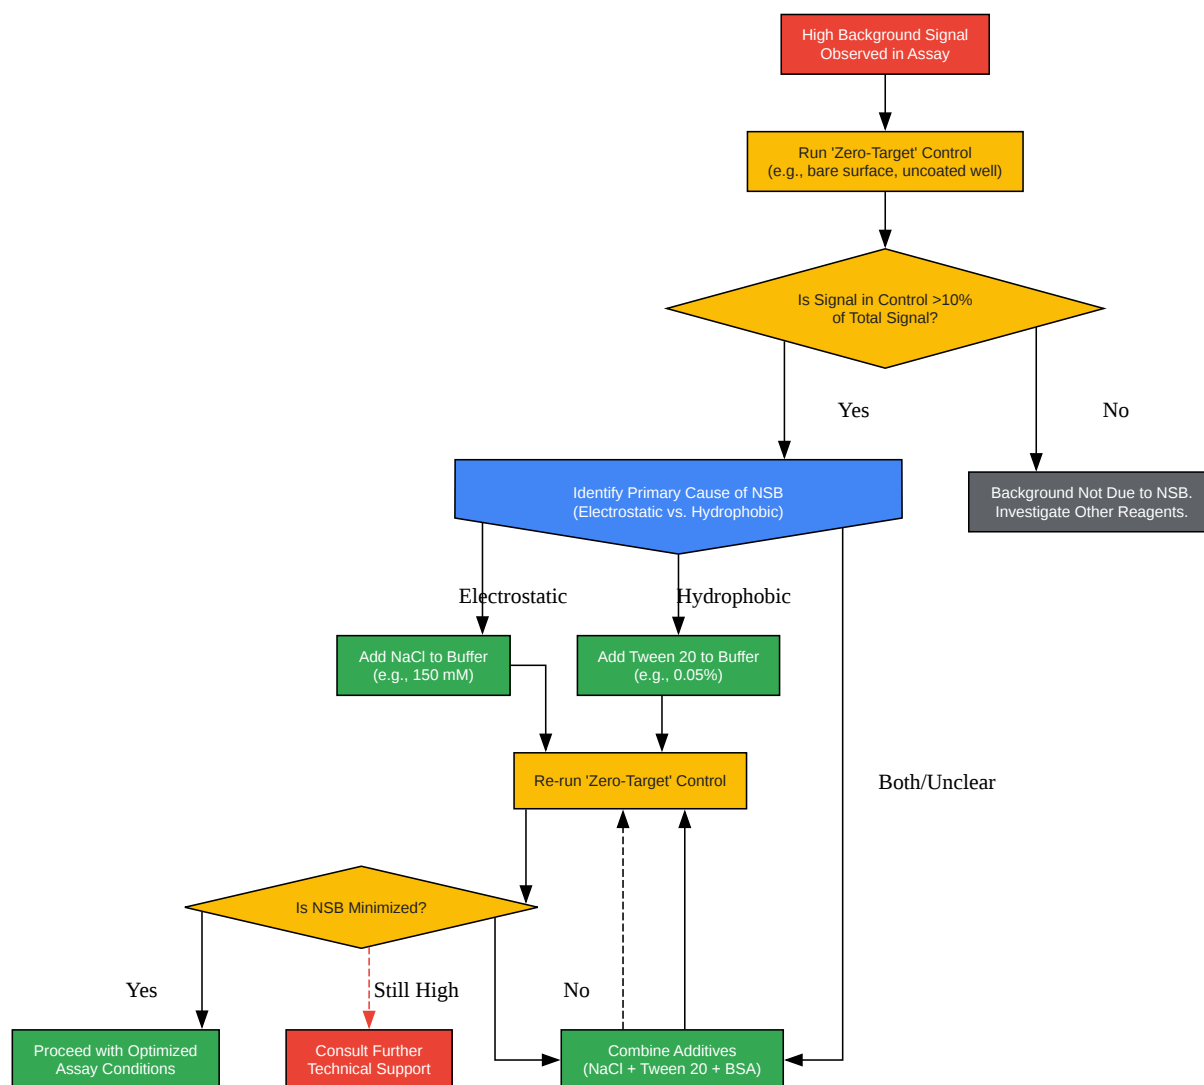 High Background Signal
Observed in Assay
Run 'Zero-Target' Control
(e.g., bare surface, uncoated well)
Is Signal in Control >10%
of Total Signal?
Yes
No
Identify Primary Cause of NSB
(Electrostatic vs. Hydrophobic)
Background Not Due to NSB.
Investigate Other Reagents.
Electrostatic
Hydrophobic
Add NaCl to Buffer
(e.g., 150 mM)
Add Tween 20 to Buffer
(e.g., 0.05%)
Re-run 'Zero-Target' Control
Both/Unclear
Is NSB Minimized?
Yes
Still High
No
Proceed with Optimized
Assay Conditions
Consult Further
Technical Support
Combine Additives
(NaCl + Tween 20 + BSA)